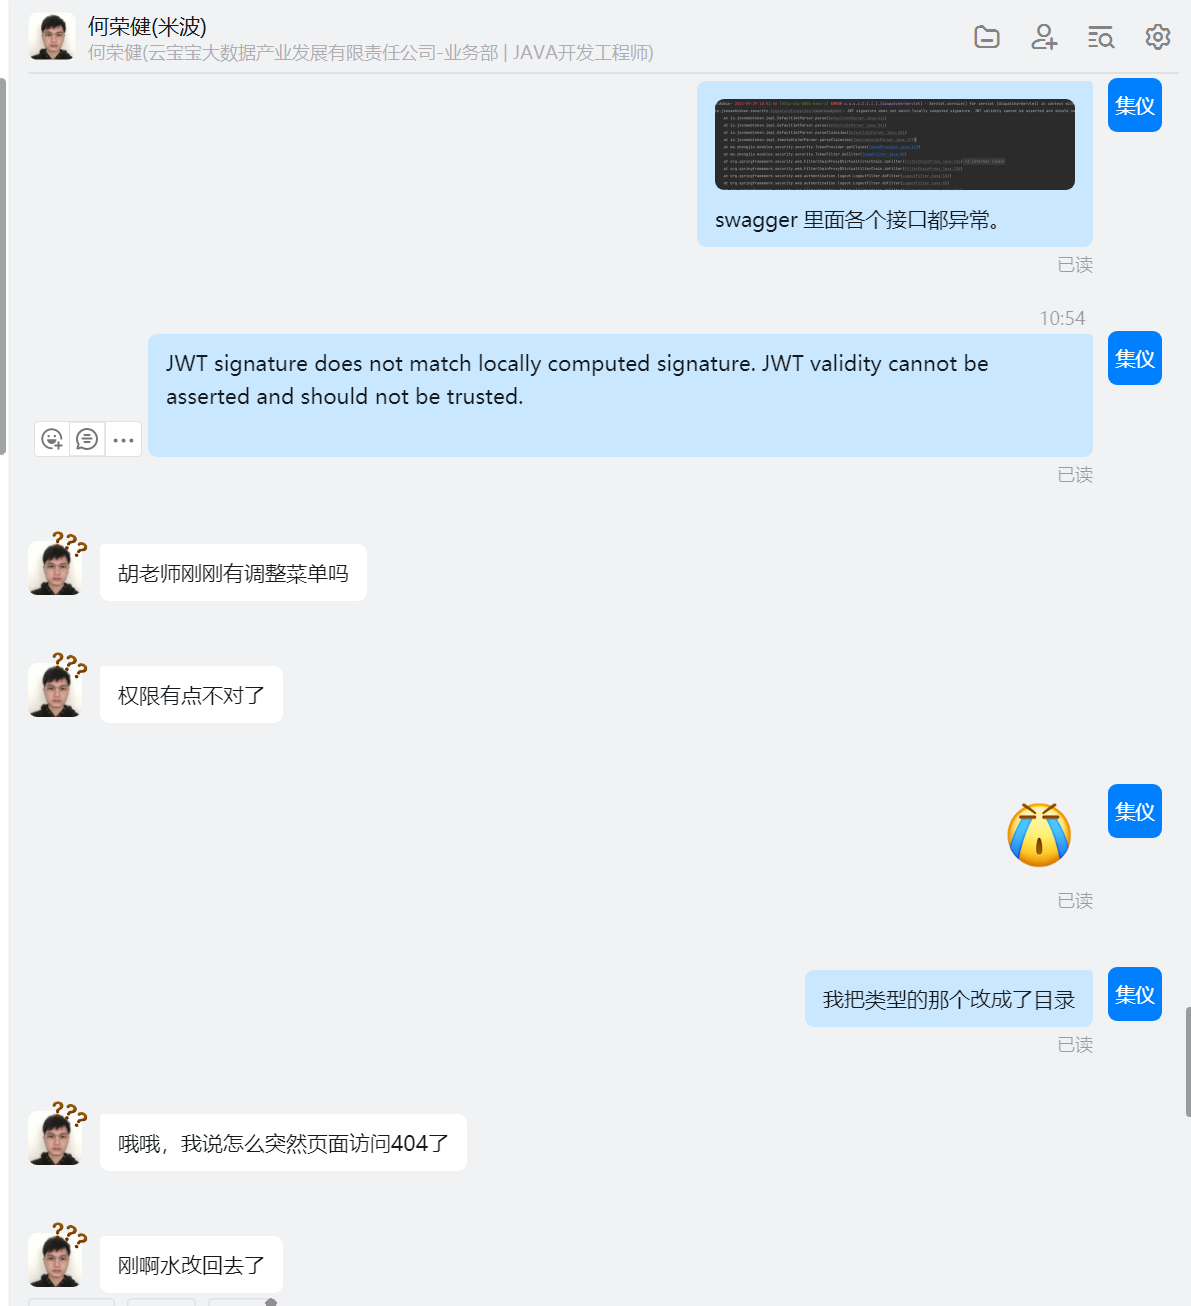 何荣健(米波)
何荣健(云宝宝大数据产业发展有限责任公司-业务部 | JAVA开发工程师)
集仪
swagger 里面各个接口都异常。
已读
10:54
集仪
JWT signature does not match locally computed signature. JWT validity cannot be
asserted and should not be trusted.
已读
???
胡老师刚刚有调整菜单吗
???
权限有点不对了
集仪
已读
我把类型的那个改成了目录
集仪
已读
???
哦哦，我说怎么突然页面访问404了
???
刚啊水改回去了